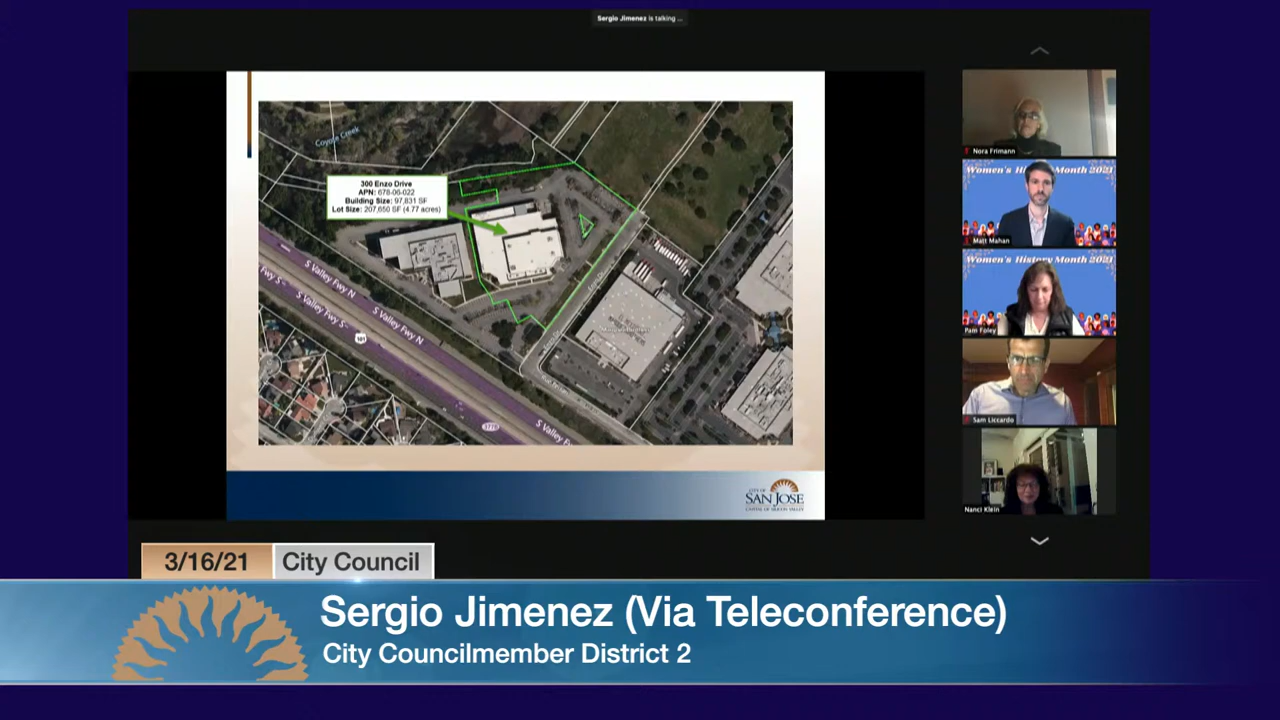 Sergio Jimenez is talking ...
Coyote Creek
300 Enzo Drive
APN: 678-06-022
Building Size: 97,831 SF
Lot Size: 207,650 SF (4.77 acres)
S Valley Fwy N
S Valley Fwy N
Fwy S
S Valley Fwy S
101
S Valley F
CITY OF
SAN JOSE
CAPITAL OF SILICON VALLEY
Nora Frimann
Women's History Month 2021
Matt Mahan
Women's History Month 2021
Pam Foley
Sam Liccardo
Nanci Klein
3/16/21
City Council
Sergio Jimenez (Via Teleconference)
City Councilmember District 2